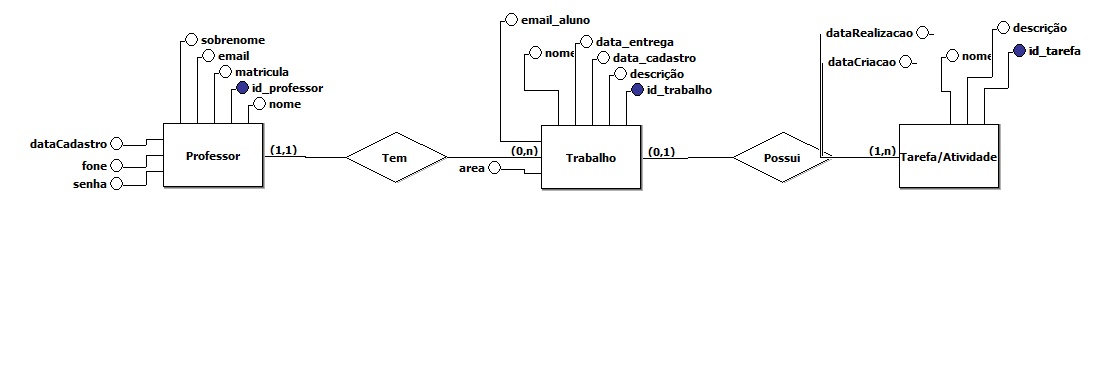 sobrenome
email
matricula
id_professor
nome
dataCadastro
fone
senha
Professor
(1,1)
Tem
(0,n)
email_aluno
nome
data_entrega
data_cadastro
descrição
id_trabalho
area
Trabalho
(0,1)
Possui
dataRealizacao
dataCriacao
(1,n)
nome
descrição
id_tarefa
Tarefa/Atividade